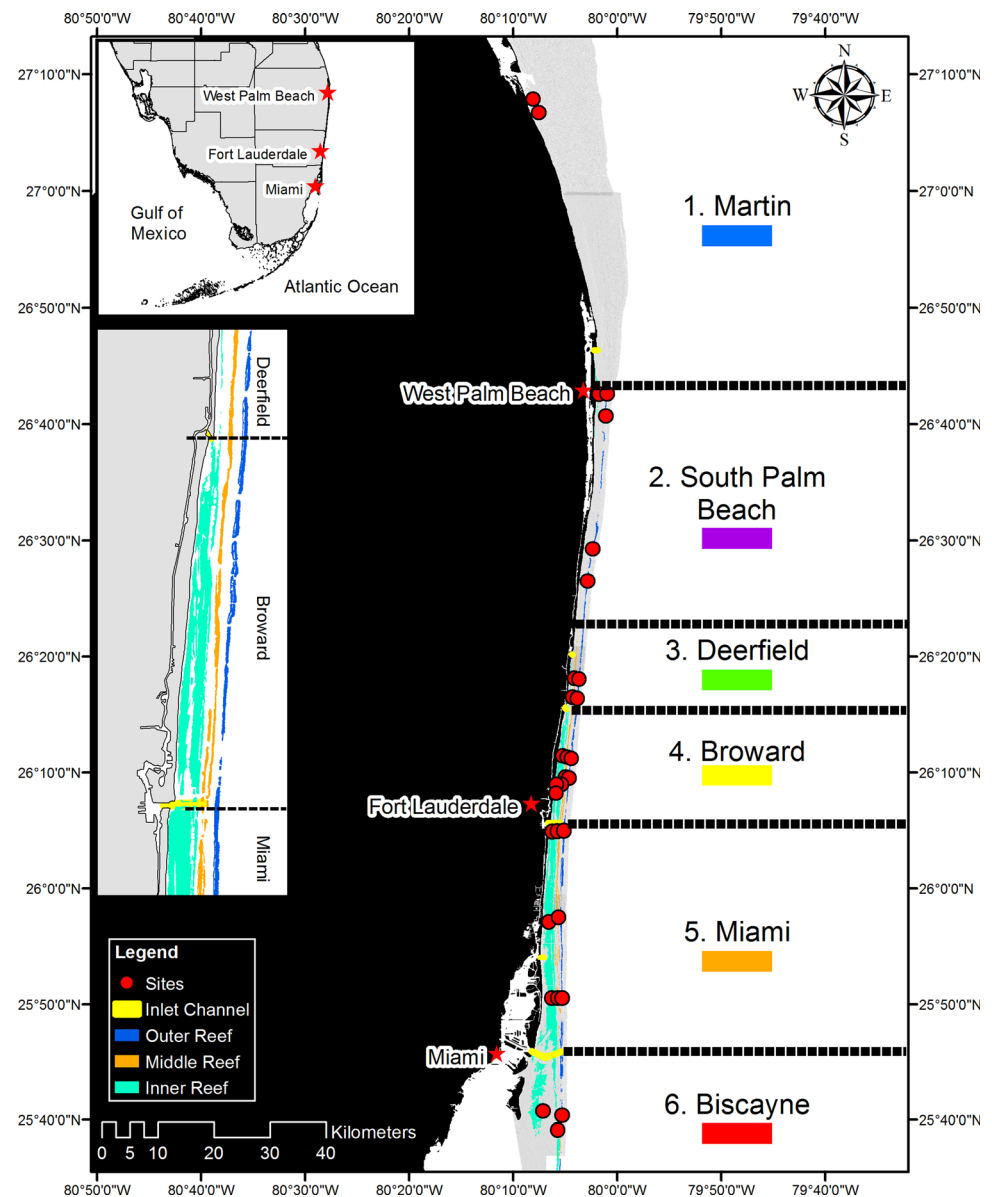 80°50'0"W 80°40'0"W 80°30'0"W 80°20'0"W 80°10'0"W 80°0'0"W 79°50'0"W 79°40'0"W
27°10'0"N
27°0'0"N
26°50'0"N
26°40'0"N
26°30'0"N
26°20'0"N
26°10'0"N
26°0'0"N
25°50'0"N
25°40'0"N
West Palm Beach
Fort Lauderdale
Miami
Gulf of
Mexico
Atlantic Ocean
Deerfield
Broward
Miami
Legend
Sites
Inlet Channel
Outer Reef
Middle Reef
Inner Reef
0 5 10 20 30 40
Kilometers
West Palm Beach
Fort Lauderdale
Miami
N
W E
S
1. Martin
2. South Palm
Beach
3. Deerfield
4. Broward
5. Miami
6. Biscayne
27°10'0"N
27°0'0"N
26°50'0"N
26°40'0"N
26°30'0"N
26°20'0"N
26°10'0"N
26°0'0"N
25°50'0"N
25°40'0"N
80°50'0"W 80°40'0"W 80°30'0"W 80°20'0"W 80°10'0"W 80°0'0"W 79°50'0"W 79°40'0"W